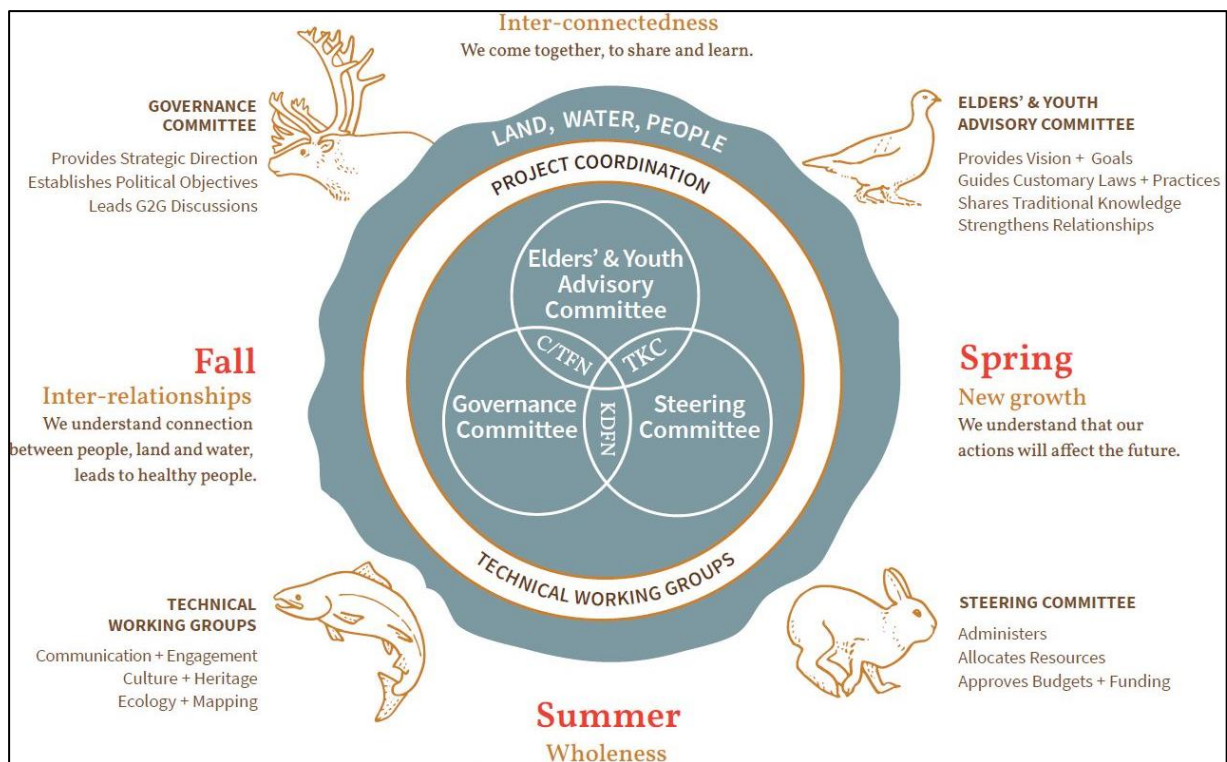 Inter-connectedness
We come together, to share and learn.
GOVERNANCE
COMMITTEE
Provides Strategic Direction
Establishes Political Objectives
Leads G2G Discussions
ELDERS’ & YOUTH
ADVISORY COMMITTEE
Provides Vision + Goals
Guides Customary Laws + Practices
Shares Traditional Knowledge
Strengthens Relationships
LAND, WATER, PEOPLE
PROJECT COORDINATION
Elders’ & Youth
Advisory
Committee
C/TFN
TKC
Governance
Committee
KDFN
Steering
Committee
TECHNICAL WORKING GROUPS
Fall
Inter-relationships
We understand connection
between people, land and water,
leads to healthy people.
Spring
New growth
We understand that our
actions will affect the future.
TECHNICAL
WORKING GROUPS
Communication + Engagement
Culture + Heritage
Ecology + Mapping
STEERING COMMITTEE
Administers
Allocates Resources
Approves Budgets + Funding
Summer
Wholeness